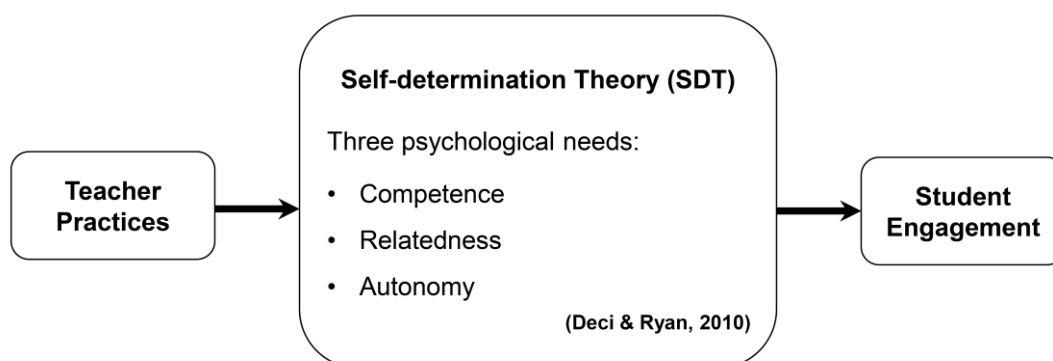 Self-determination Theory (SDT)
Three psychological needs:
• Competence
• Relatedness
• Autonomy
(Deci & Ryan, 2010)
Teacher
Practices
Student
Engagement